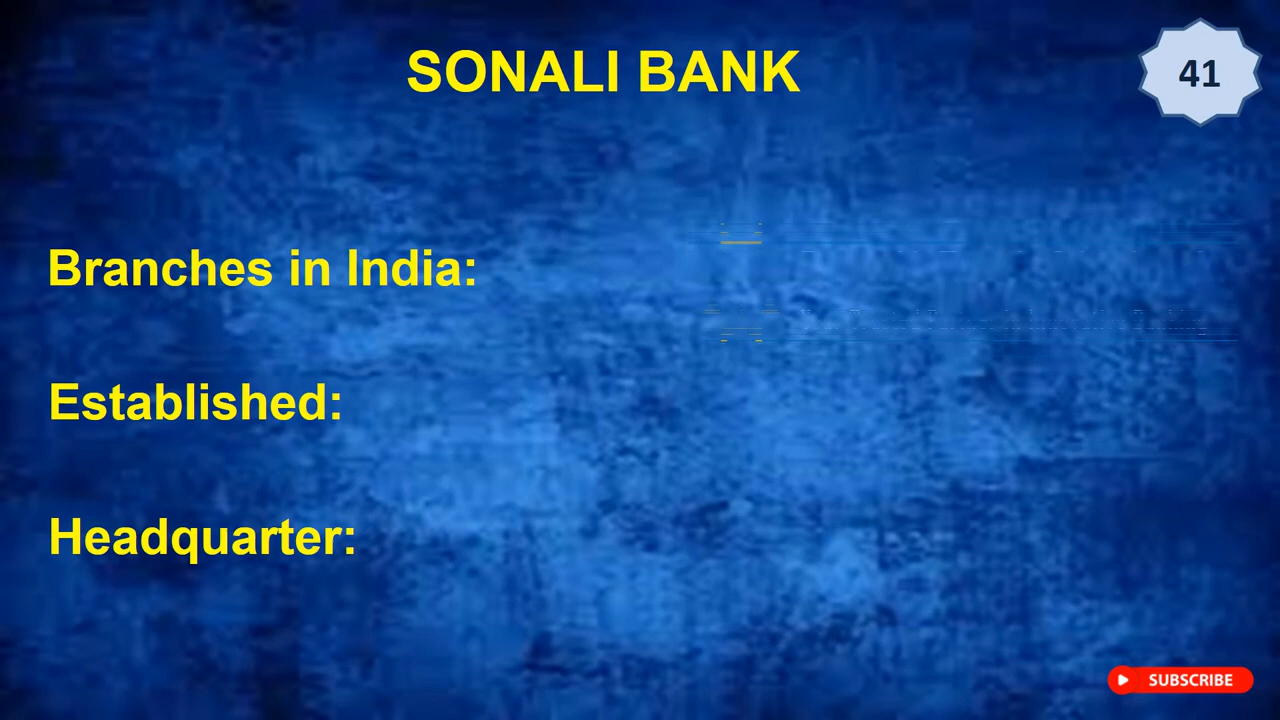 SONALI BANK
41
Branches in India:
Established:
Headquarter:
SUBSCRIBE